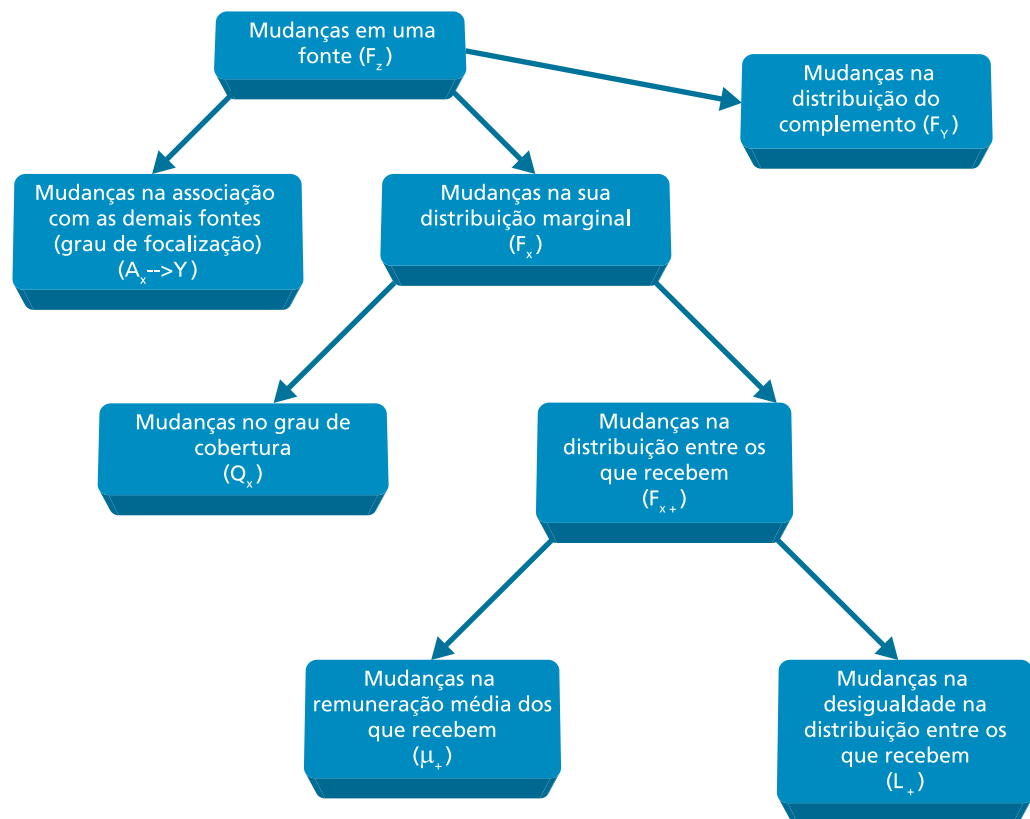 Mudanças em uma
fonte (Fz)
Mudanças na
distribuição do
complemento (FY)
Mudanças na associação
com as demais fontes
(grau de focalização)
(Ax-->Y)
Mudanças na sua
distribuição marginal
(Fx)
Mudanças no grau de
cobertura
(Qx)
Mudanças na
distribuição entre os
que recebem
(Fx+)
Mudanças na
remuneração média dos
que recebem
(μ+)
Mudanças na
desigualdade na
distribuição entre os
que recebem
(L+)